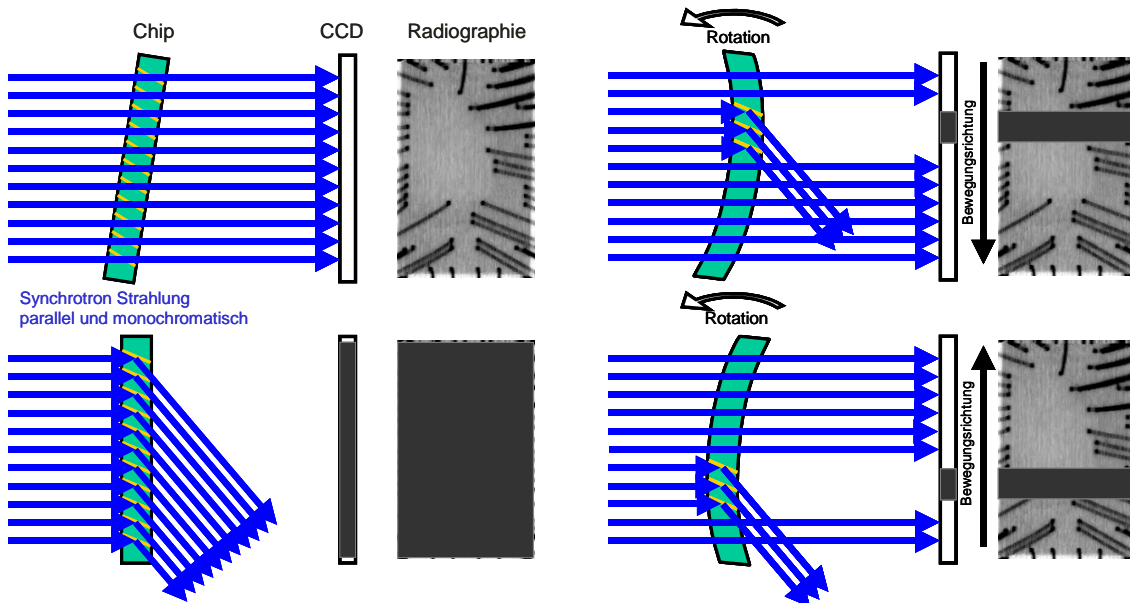 Chip
CCD
Radiographie
Rotation
Bewegungsrichtung
Synchrotron Strahlung
parallel und monochromatisch
Rotation
Bewegungsrichtung